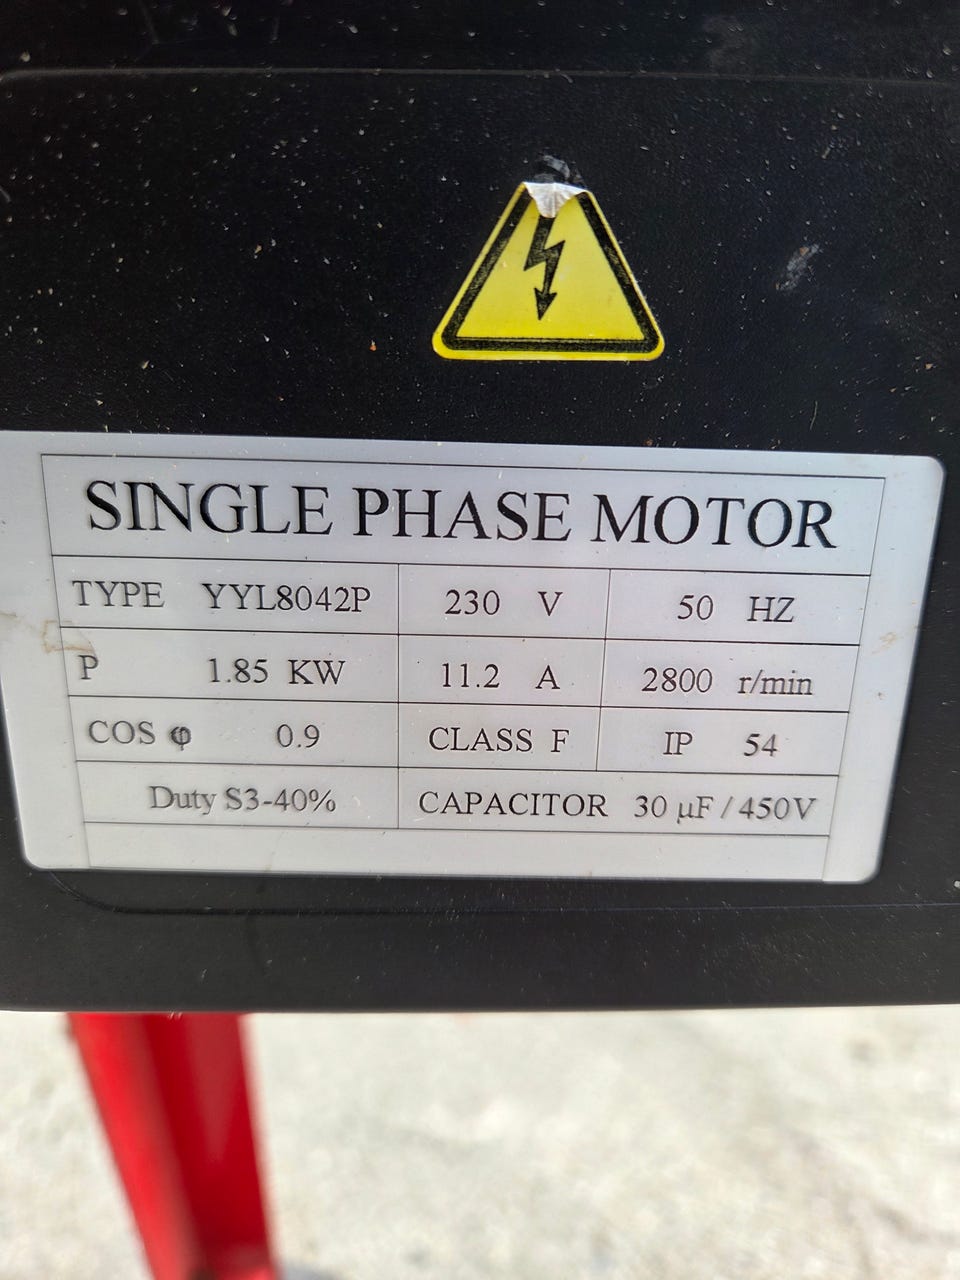 SINGLE PHASE MOTOR
TYPE YYL8042P 230 V 50 HZ
P 1.85 KW 11.2 A 2800 r/min
COS φ 0.9 CLASS F IP 54
Duty S3-40% CAPACITOR 30 μF / 450V